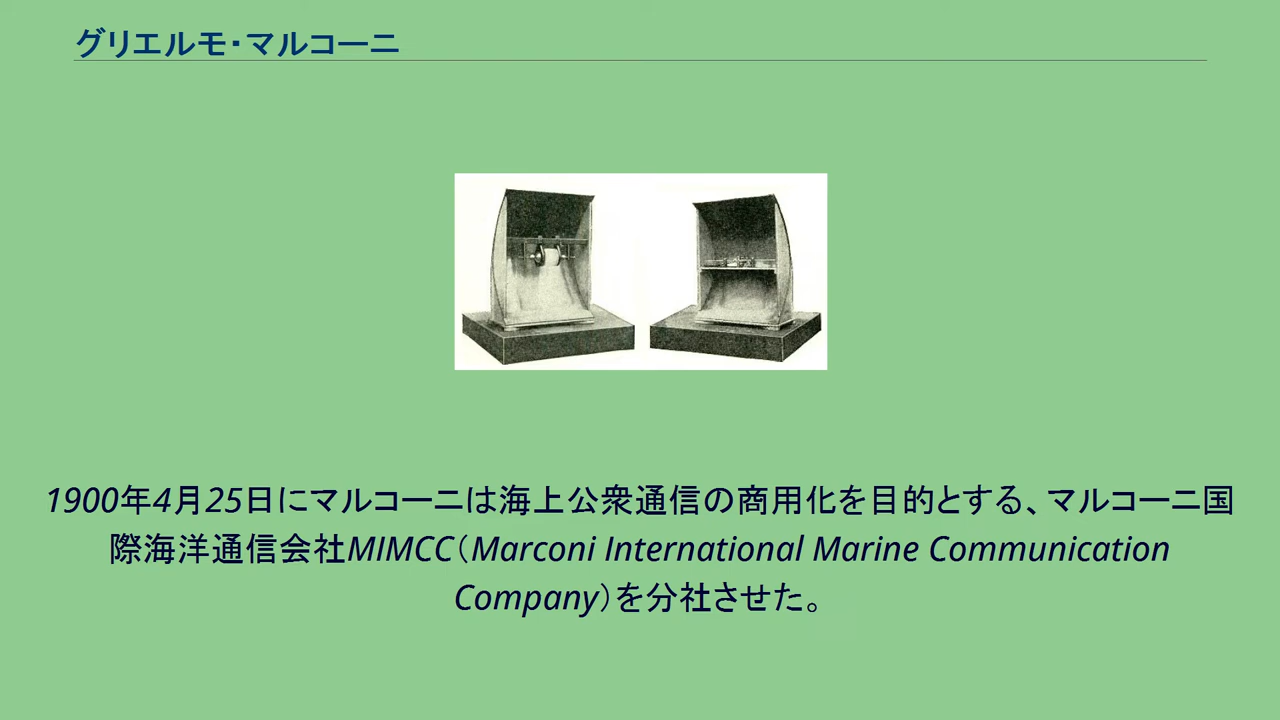 グリエルモ・マルコーニ
1900年4月25日にマルコーニは海上公衆通信の商用化を目的とする、マルコーニ国
際海洋通信会社MIMCC（Marconi International Marine Communication
Company）を分社させた。